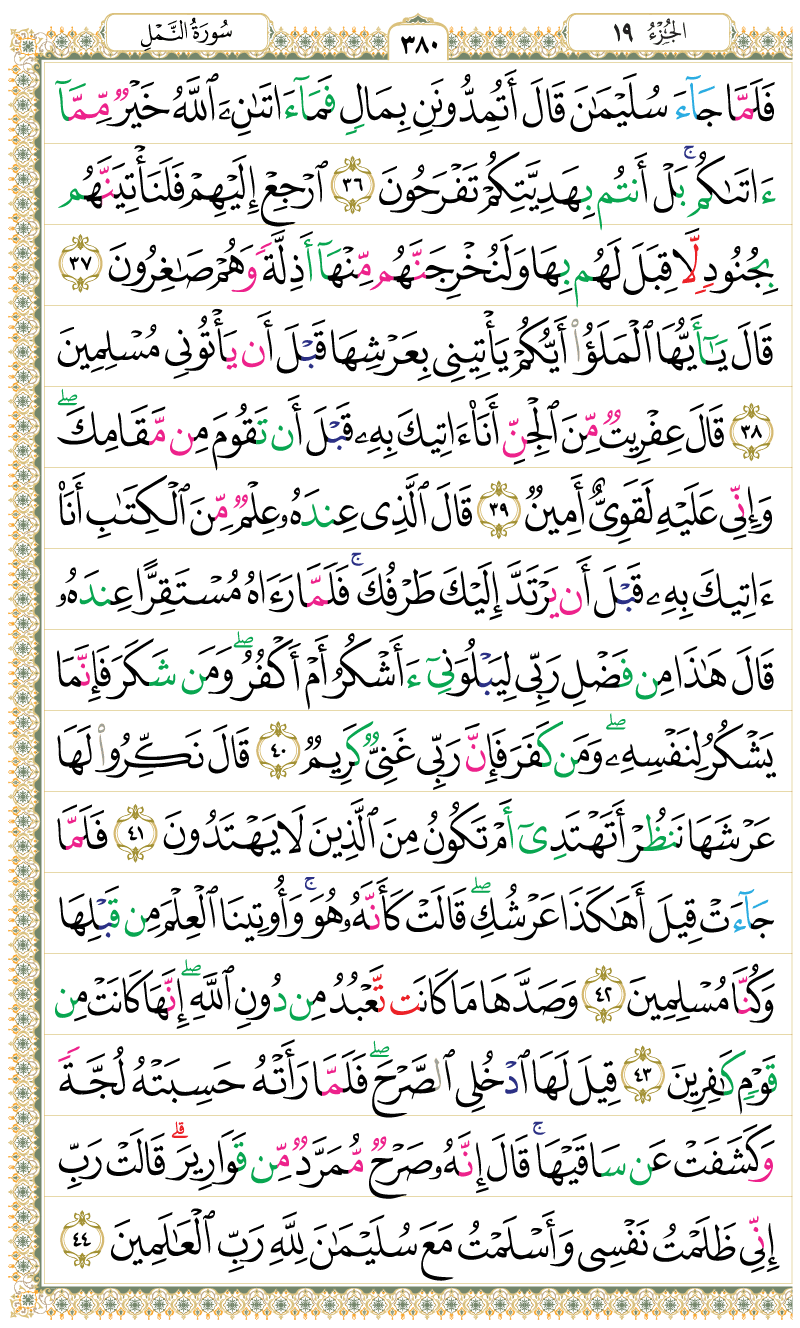 الجُزْءُ ١٩
٣٨٠
سُورَةُ النَّمْلِ
فَلَمَّا جَآءَ سُلَيْمَٰنَ قَالَ أَتُمِدُّونَنِ بِمَالٍ فَمَآ ءَاتَىٰنِۦَ ٱللَّهُ خَيْرٌ مِّمَّآ
ءَاتَىٰكُم ۚ بَلْ أَنتُم بِهَدِيَّتِكُمْ تَفْرَحُونَ ٣٦ ٱرْجِعْ إِلَيْهِمْ فَلَنَأْتِيَنَّهُم
بِجُنُودٍ لَّا قِبَلَ لَهُم بِهَا وَلَنُخْرِجَنَّهُم مِّنْهَآ أَذِلَّةً وَهُمْ صَٰغِرُونَ ٣٧
قَالَ يَٰٓأَيُّهَا ٱلْمَلَؤُا۟ أَيُّكُمْ يَأْتِينِى بِعَرْشِهَا قَبْلَ أَن يَأْتُونِى مُسْلِمِينَ
٣٨ قَالَ عِفْرِيتٌ مِّنَ ٱلْجِنِّ أَنَا۠ ءَاتِيكَ بِهِۦ قَبْلَ أَن تَقُومَ مِن مَّقَامِكَ ۖ
وَإِنِّى عَلَيْهِ لَقَوِىٌّ أَمِينٌ ٣٩ قَالَ ٱلَّذِى عِندَهُۥ عِلْمٌ مِّنَ ٱلْكِتَٰبِ أَنَا۠
ءَاتِيكَ بِهِۦ قَبْلَ أَن يَرْتَدَّ إِلَيْكَ طَرْفُكَ ۚ فَلَمَّا رَءَاهُ مُسْتَقِرًّا عِندَهُۥ
قَالَ هَٰذَا مِن فَضْلِ رَبِّى لِيَبْلُوَنِىٓ ءَأَشْكُرُ أَمْ أَكْفُرُ ۖ وَمَن شَكَرَ فَإِنَّمَا
يَشْكُرُ لِنَفْسِهِۦ ۖ وَمَن كَفَرَ فَإِنَّ رَبِّى غَنِىٌّ كَرِيمٌ ٤٠ قَالَ نَكِّرُوا۟ لَهَا
عَرْشَهَا نَنظُرْ أَتَهْتَدِىٓ أَمْ تَكُونُ مِنَ ٱلَّذِينَ لَا يَهْتَدُونَ ٤١ فَلَمَّا
جَآءَتْ قِيلَ أَهَٰكَذَا عَرْشُكِ ۖ قَالَتْ كَأَنَّهُۥ هُوَ ۚ وَأُوتِينَا ٱلْعِلْمَ مِن قَبْلِهَا
وَكُنَّا مُسْلِمِينَ ٤٢ وَصَدَّهَا مَا كَانَت تَّعْبُدُ مِن دُونِ ٱللَّهِ ۖ إِنَّهَا كَانَتْ مِن
قَوْمٍ كَٰفِرِينَ ٤٣ قِيلَ لَهَا ٱدْخُلِى ٱلصَّرْحَ ۖ فَلَمَّا رَأَتْهُ حَسِبَتْهُ لُجَّةً
وَكَشَفَتْ عَن سَاقَيْهَا ۚ قَالَ إِنَّهُۥ صَرْحٌ مُّمَرَّدٌ مِّن قَوَارِيرَ ۗ قَالَتْ رَبِّ
إِنِّى ظَلَمْتُ نَفْسِى وَأَسْلَمْتُ مَعَ سُلَيْمَٰنَ لِلَّهِ رَبِّ ٱلْعَٰلَمِينَ ٤٤